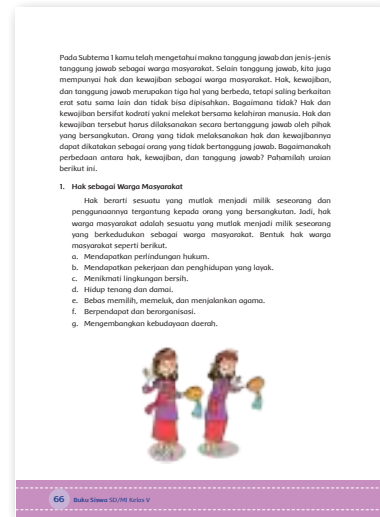 Pada Subtema 1 kamu telah mengetahui makna tanggung jawab dan jenis-jenis
tanggung jawab sebagai warga masyarakat. Selain tanggung jawab, kita juga
mempunyai hak dan kewajiban sebagai warga masyarakat. Hak, kewajiban,
dan tanggung jawab merupakan tiga hal yang berbeda, tetapi saling berkaitan
erat satu sama lain dan tidak bisa dipisahkan. Bagaimana tidak? Hak dan
kewajiban bersifat kodrati yakni melekat bersama kelahiran manusia. Hak dan
kewajiban tersebut harus dilaksanakan secara bertanggung jawab oleh pihak
yang bersangkutan. Orang yang tidak melaksanakan hak dan kewajibannya
dapat dikatakan sebagai orang yang tidak bertanggung jawab. Bagaimanakah
perbedaan antara hak, kewajiban, dan tanggung jawab? Pahamilah uraian
berikut ini.
1. Hak sebagai Warga Masyarakat
Hak berarti sesuatu yang mutlak menjadi milik seseorang dan
penggunaannya tergantung kepada orang yang bersangkutan. Jadi, hak
warga masyarakat adalah sesuatu yang mutlak menjadi milik seseorang
yang berkedudukan sebagai warga masyarakat. Bentuk hak warga
masyarakat seperti berikut.
a. Mendapatkan perlindungan hukum.
b. Mendapatkan pekerjaan dan penghidupan yang layak.
c. Menikmati lingkungan bersih.
d. Hidup tenang dan damai.
e. Bebas memilih, memeluk, dan menjalankan agama.
f. Berpendapat dan berorganisasi.
g. Mengembangkan kebudayaan daerah.
66 Buku Siswa SD/MI Kelas V